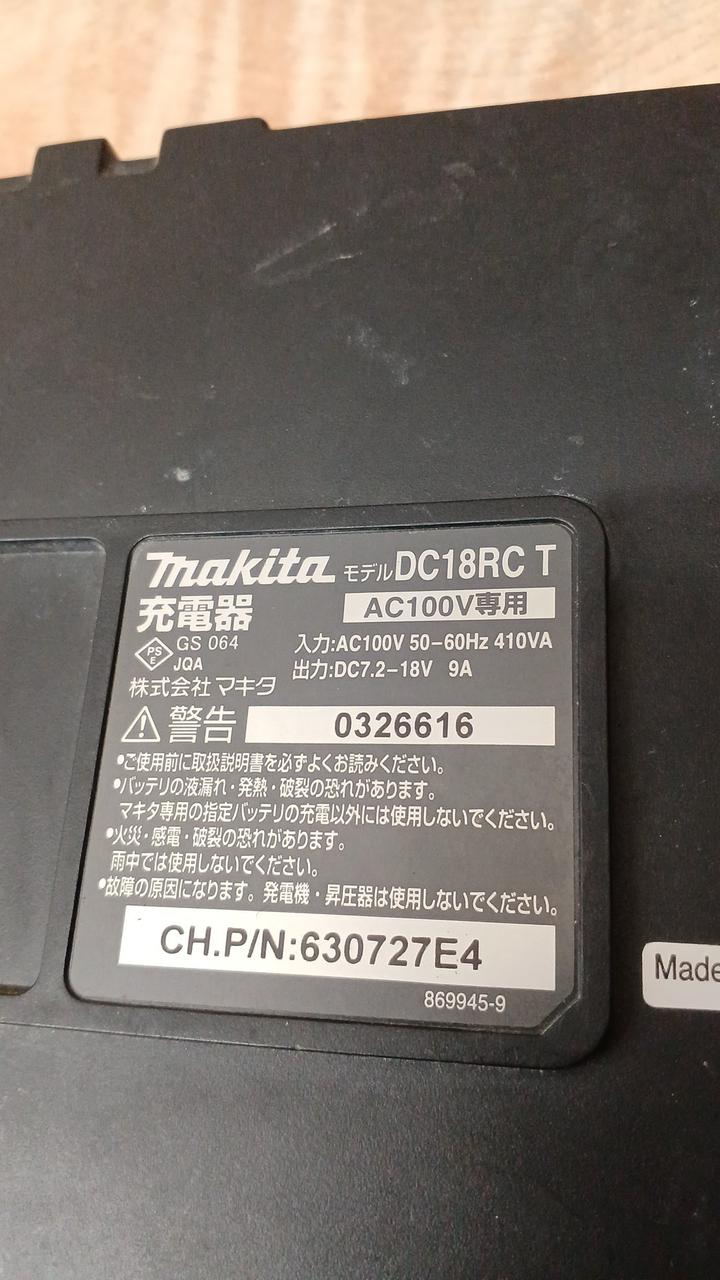 makita モデル DC18RC T
充電器 AC100V専用
PS
E
GS 064
JQA
入力:AC100V 50-60Hz 410VA
出力:DC7.2-18V 9A
株式会社 マキタ
警告 0326616
•ご使用前に取扱説明書を必ずよくお読みください。
•バッテリの液漏れ・発熱・破裂の恐れがあります。
マキタ専用の指定バッテリの充電以外には使用しないでください。
•火災・感電・破裂の恐れがあります。
雨中では使用しないでください。
•故障の原因になります。発電機・昇圧器は使用しないでください。
CH.P/N:630727E4
869945-9
Made